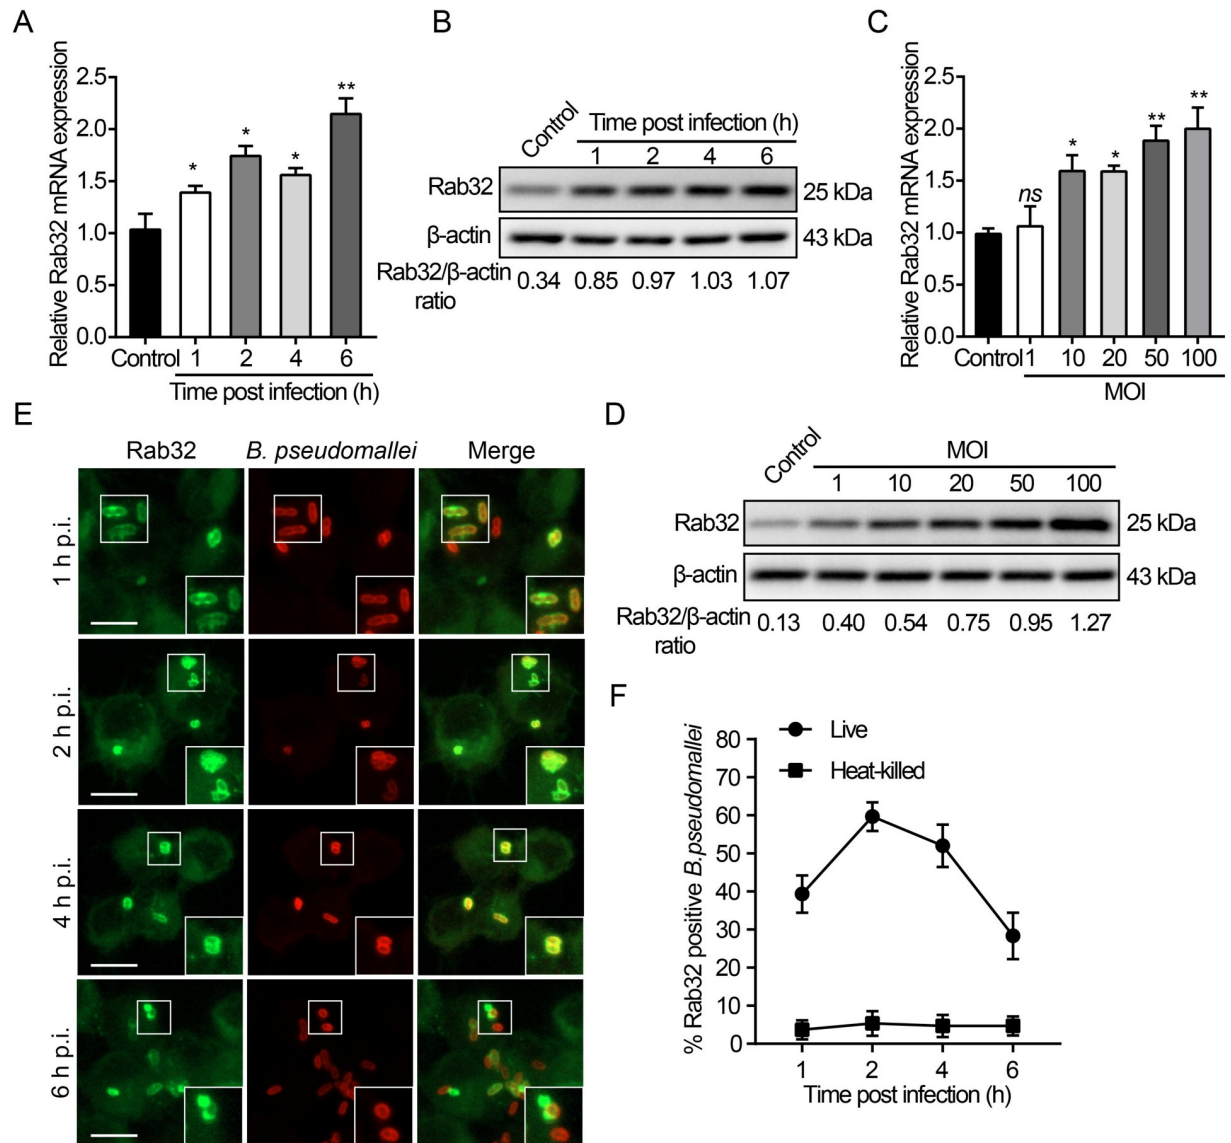 A
Relative Rab32 mRNA expression
2.5
2.0
1.5
1.0
0.5
0.0
*
*
*
**
Control 1 2 4 6
Time post infection (h)
B
Control
Time post infection (h)
1 2 4 6
Rab32 25 kDa
β-actin 43 kDa
Rab32/β-actin ratio 0.34 0.85 0.97 1.03 1.07
C
Relative Rab32 mRNA expression
2.5
2.0
1.5
1.0
0.5
0.0
ns
*
*
**
**
Control 1 10 20 50 100
MOI
E
Rab32 B. pseudomallei Merge
1 h p.i.
2 h p.i.
4 h p.i.
6 h p.i.
D
Control
MOI
1 10 20 50 100
Rab32 25 kDa
β-actin 43 kDa
Rab32/β-actin ratio 0.13 0.40 0.54 0.75 0.95 1.27
F
Live
Heat-killed
% Rab32 positive B.pseudomallei
80
70
60
50
40
30
20
10
0
1 2 4 6
Time post infection (h)